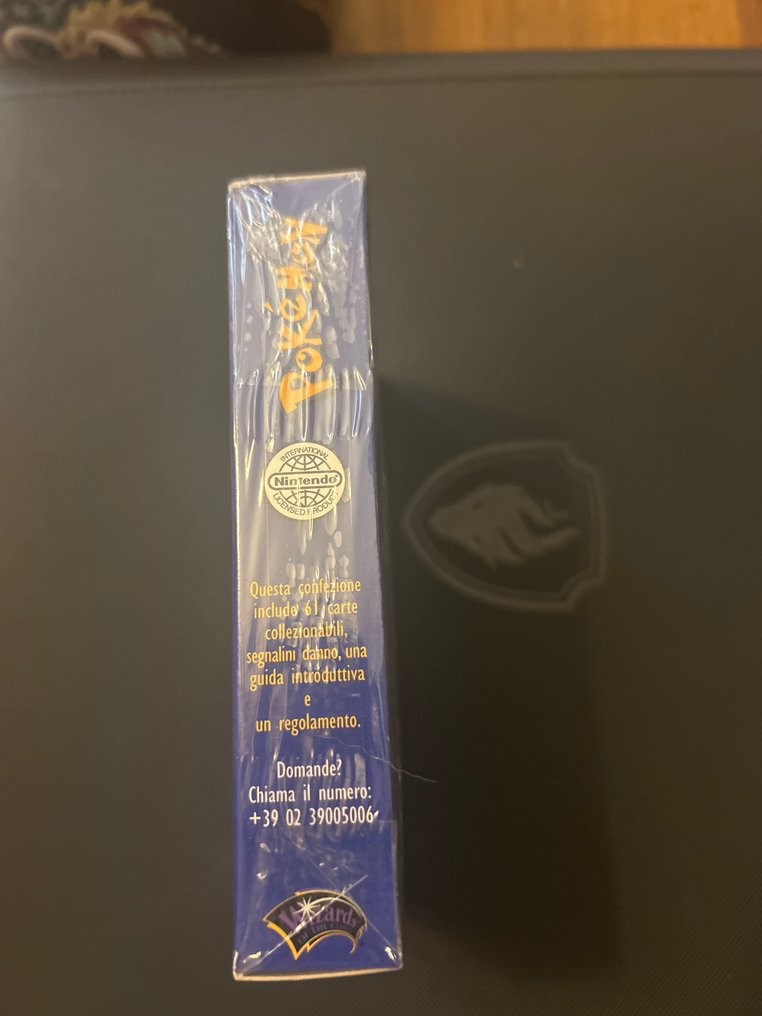 POKéMON
INTERNATIONAL
Nintendo®
LICENSED PRODUCT
Questa confezione
include 61 carte
collezionabili,
segnalini danno, una
guida introduttiva
e
un regolamento.
Domande?
Chiama il numero:
+39 02 39005006
Wizards
OF THE COAST